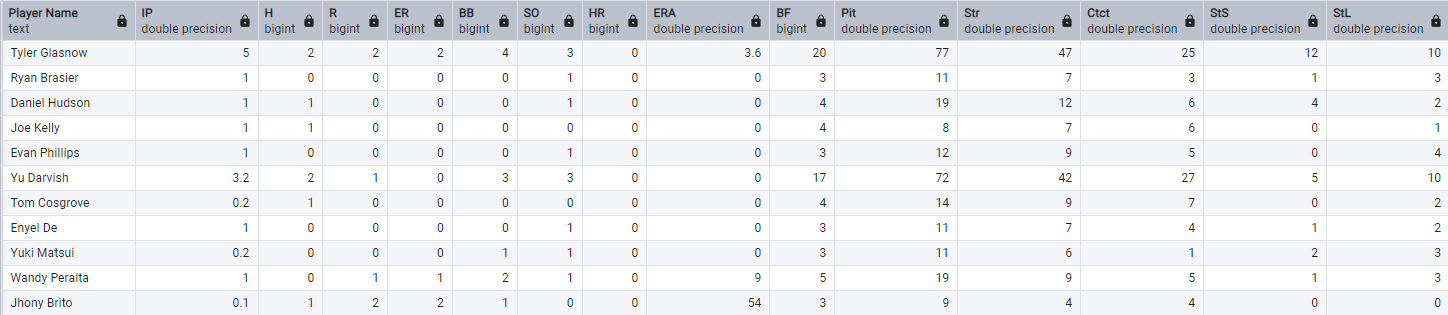 Player Name IP H R ER BB SO HR ERA BF Pit Str Ctct StS StL
text double precision bigint bigint bigint bigint bigint bigint double precision bigint double precision double precision double precision double precision double precision
Tyler Glasnow 5 2 2 2 4 3 0 3.6 20 77 47 25 12 10
Ryan Brasier 1 0 0 0 0 1 0 0 3 11 7 3 1 3
Daniel Hudson 1 1 0 0 0 1 0 0 4 19 12 6 4 2
Joe Kelly 1 1 0 0 0 0 0 0 4 8 7 6 0 1
Evan Phillips 1 0 0 0 0 1 0 0 3 12 9 5 0 4
Yu Darvish 3.2 2 1 0 3 3 0 0 17 72 42 27 5 10
Tom Cosgrove 0.2 1 0 0 0 0 0 0 4 14 9 7 0 2
Enyel De 1 0 0 0 0 1 0 0 3 11 7 4 1 2
Yuki Matsui 0.2 0 0 0 1 1 0 0 3 11 6 1 2 3
Wandy Peralta 1 0 1 1 2 1 0 9 5 19 9 5 1 3
Jhony Brito 0.1 1 2 2 1 0 0 54 3 9 4 4 0 0